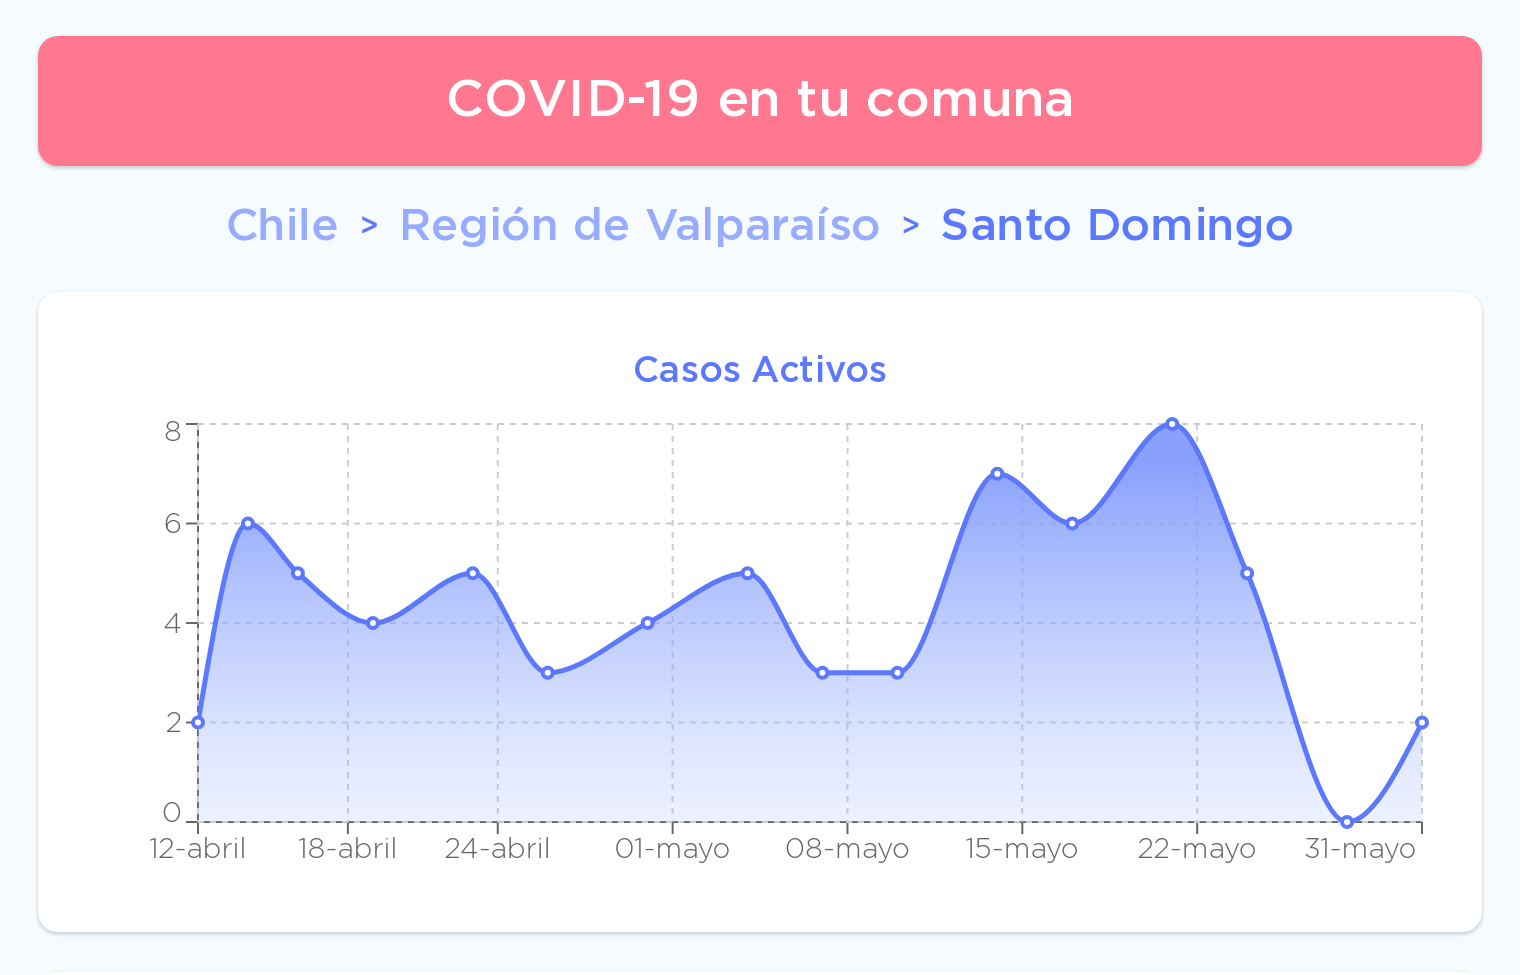 COVID-19 en tu comuna
Chile > Región de Valparaíso > Santo Domingo
Casos Activos
8
6
4
2
0
12-abril 18-abril 24-abril 01-mayo 08-mayo 15-mayo 22-mayo 31-mayo